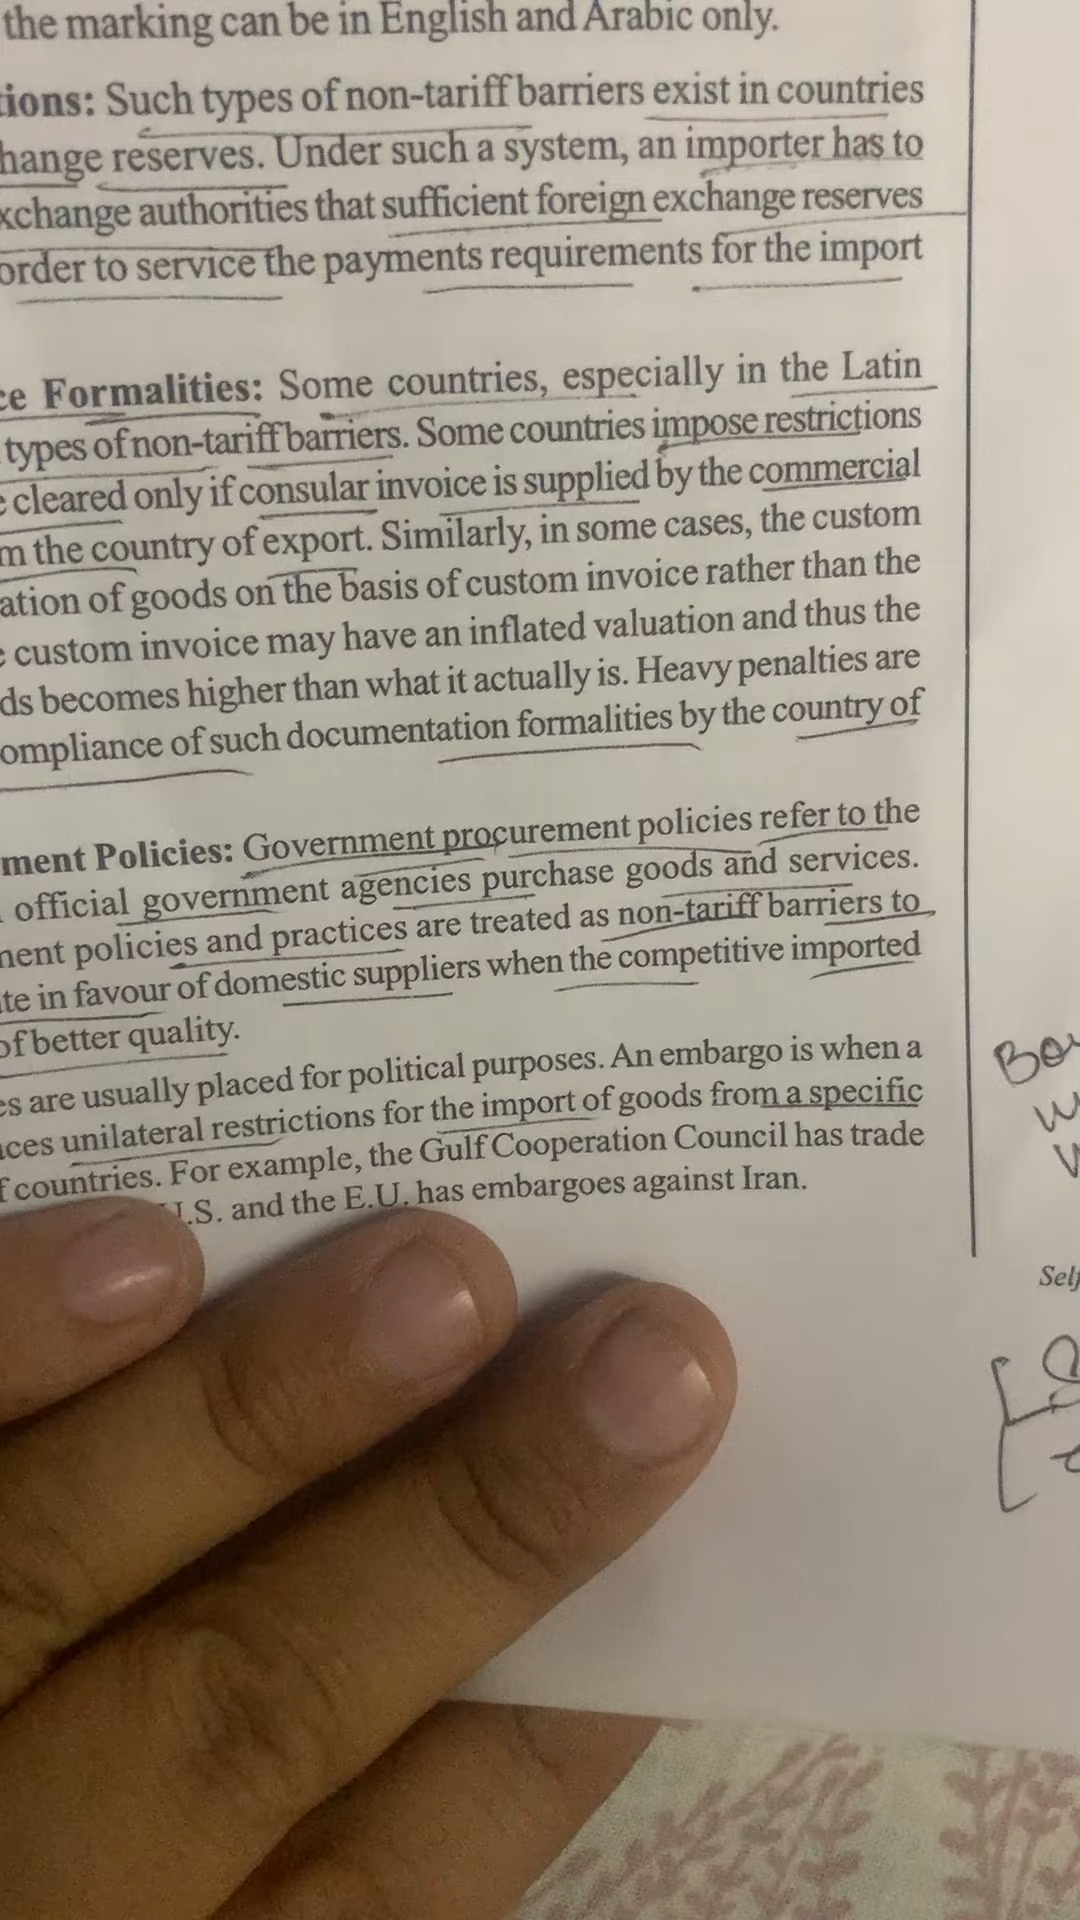 the marking can be in English and Arabic only.
tions: Such types of non-tariff barriers exist in countries
hange reserves. Under such a system, an importer has to
xchange authorities that sufficient foreign exchange reserves
order to service the payments requirements for the import
ce Formalities: Some countries, especially in the Latin
types of non-tariff barriers. Some countries impose restrictions
e cleared only if consular invoice is supplied by the commercial
m the country of export. Similarly, in some cases, the custom
ation of goods on the basis of custom invoice rather than the
e custom invoice may have an inflated valuation and thus the
ds becomes higher than what it actually is. Heavy penalties are
ompliance of such documentation formalities by the country of
ment Policies: Government procurement policies refer to the
official government agencies purchase goods and services.
ment policies and practices are treated as non-tariff barriers to
te in favour of domestic suppliers when the competitive imported
of better quality.
es are usually placed for political purposes. An embargo is when a
aces unilateral restrictions for the import of goods from a specific
f countries. For example, the Gulf Cooperation Council has trade
U.S. and the E.U. has embargoes against Iran.
Bo
Self